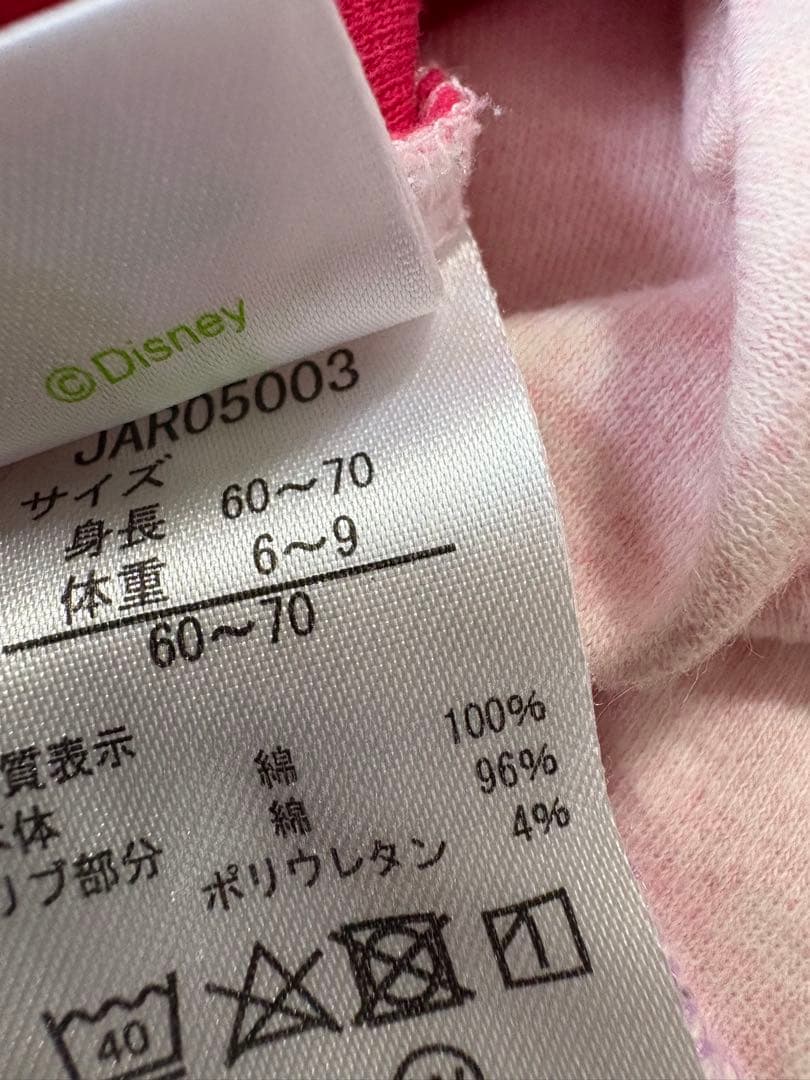 ©Disney
JAR05003
サイズ
身長 60～70
体重 6～9
60～70
質表示
体 綿 100%
リブ部分 綿 96%
ポリウレタン 4%
40